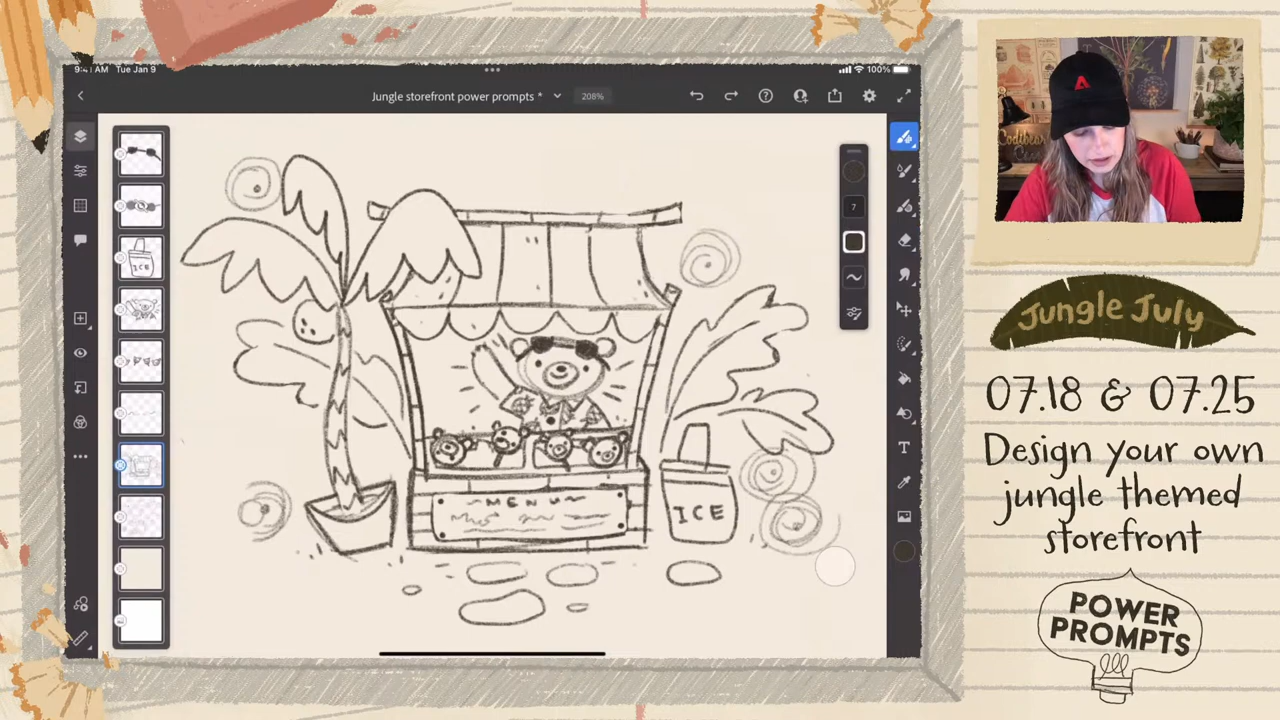 9:41 AM Tue Jan 9
100%
Jungle storefront power prompts *
208%
7
ICE
MENU
ICE
T
Jungle July
07.18 & 07.25
Design your own
jungle themed
storefront
POWER
PROMPTS